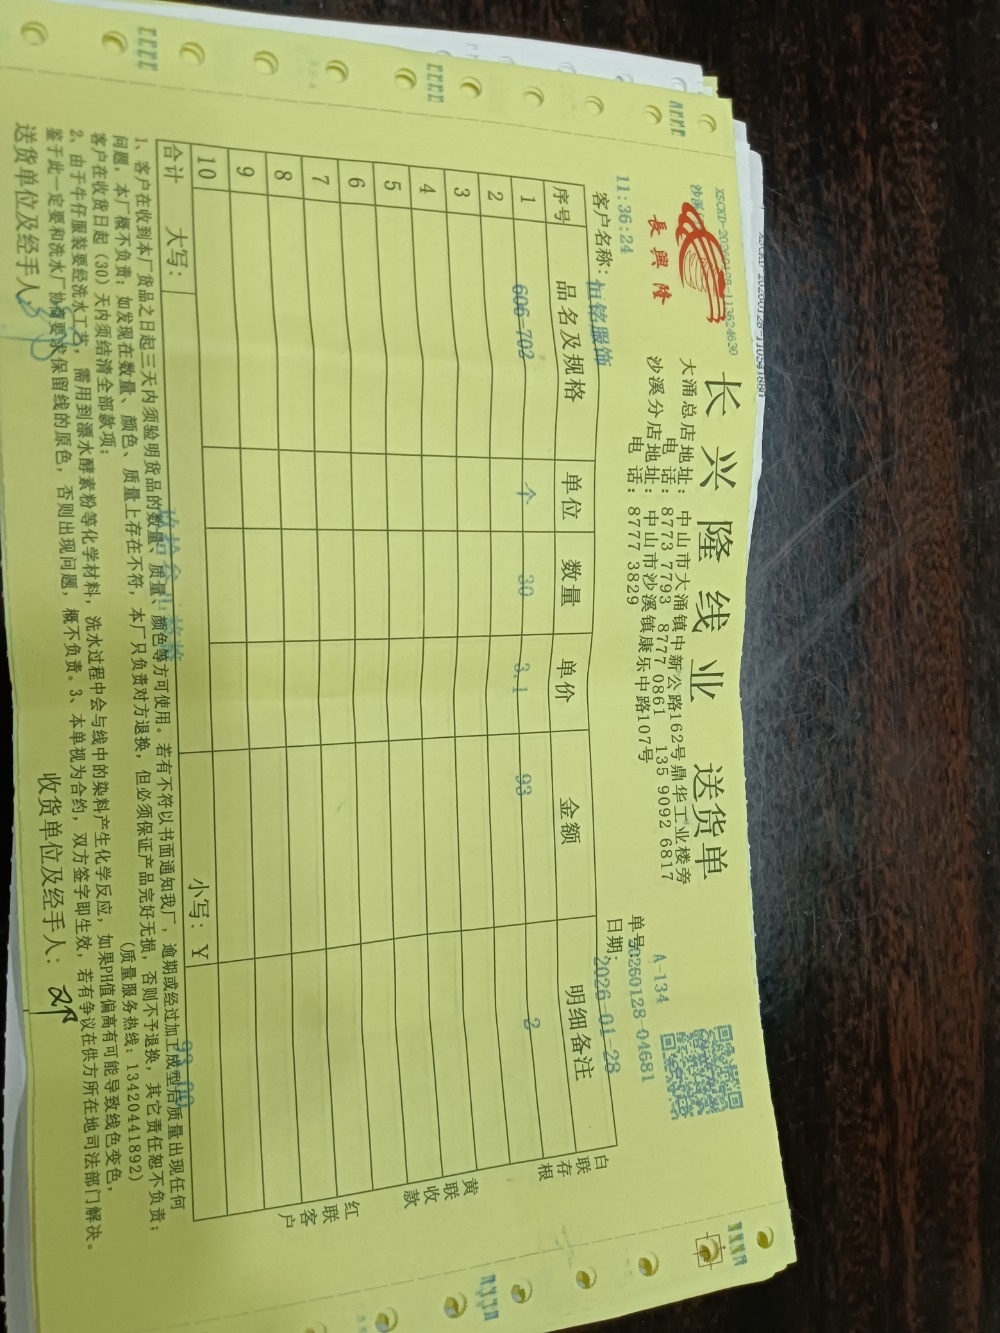 XSCKD-20260128-113624630
長興隆
长兴隆线业 送货单
大涌总店地址：中山市大涌镇中新公路162号鼎华工业楼旁
电 话：8773 7793 8777 0861 135 9092 6817
沙溪分店地址：中山市沙溪镇康乐中路107号
电 话：8777 3829
A-134
单号：20260128-04681
11:36:24
日期：2026-01-28
客户名称：恒铭服饰
序号 品名及规格 单位 数量 单价 金额 明细备注
1 606-702 个 30 3.1 93 2
2
3
4
5
6
7
8
9
10
合计 大写： 小写：Y 93.00
白联存根
黄联收款
红联客户
1、客户在收到本厂货品之日起三天内须验明货品的数量、质量、颜色等方可使用。若有不符以书面通知我厂，逾期或经过加工成型后质量出现任何
问题，本厂概不负责；如发现在数量、颜色、质量上存在不符，本厂只负责对方退换，但必须保证产品完好无损，否则不予退换，其它责任恕不负责；
客户在收货日起（30）天内须结清全部款项；
(质量服务热线：13420441892)
2、由于牛仔服装要经洗水工艺，需用到漂水酵素粉等化学材料，洗水过程中会与线中的染料产生化学反应，如果PH值偏高有可能导致线色变色，
鉴于此一定要和洗水厂协商要求保留线的原色，否则出现问题，概不负责。3、本单视为合约，双方签字即生效，若有争议在供方所在地司法部门解决。
送货单位及经手人：
收货单位及经手人：